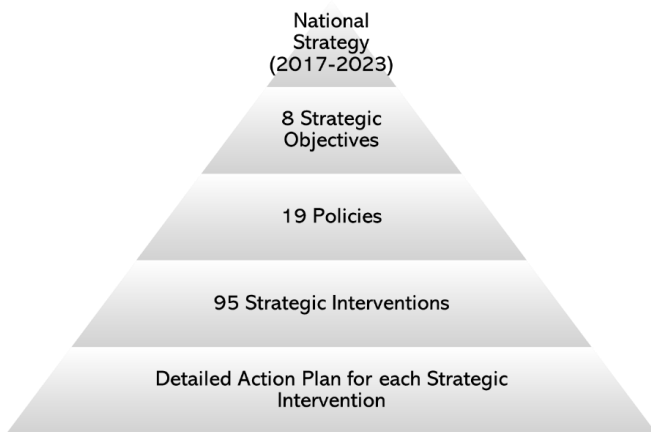 National
Strategy
(2017-2023)
8 Strategic
Objectives
19 Policies
95 Strategic Interventions
Detailed Action Plan for each Strategic
Intervention